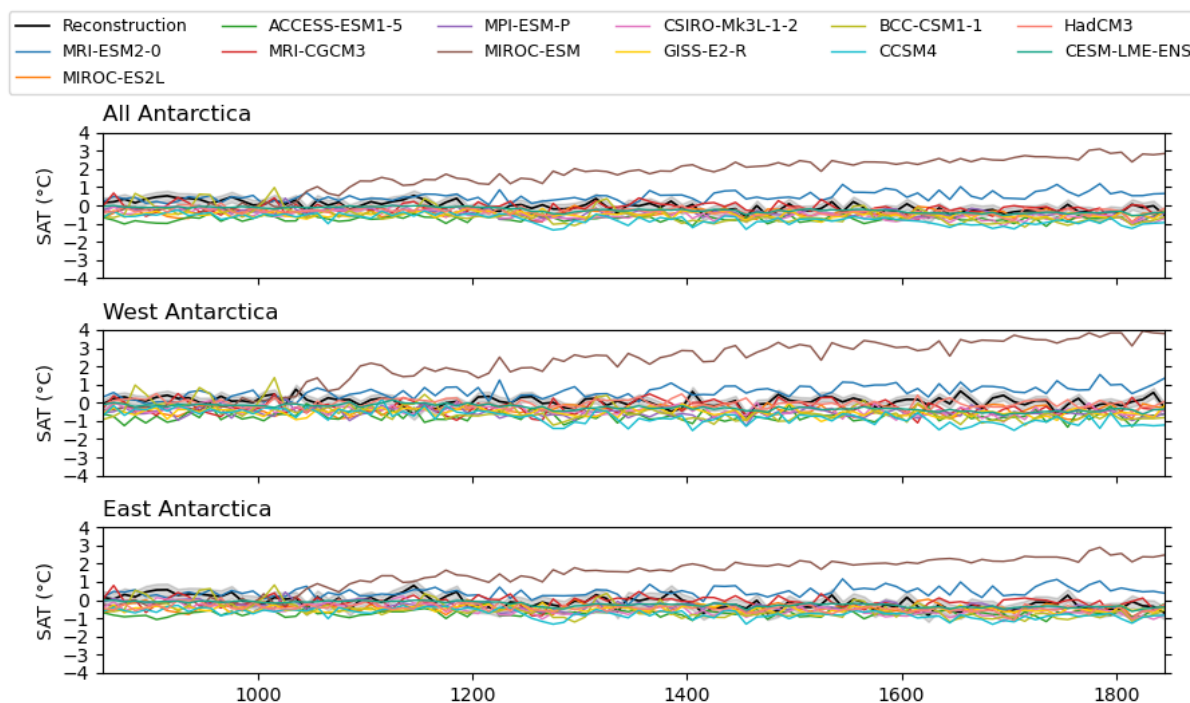 Reconstruction ACCESS-ESM1-5 MPI-ESM-P CSIRO-Mk3L-1-2 BCC-CSM1-1 HadCM3
MRI-ESM2-0 MRI-CGCM3 MIROC-ESM GISS-E2-R CCSM4 CESM-LME-ENS
MIROC-ES2L
All Antarctica
4
3
2
1
0
−1
−2
−3
−4
SAT (°C)
West Antarctica
4
3
2
1
0
−1
−2
−3
−4
SAT (°C)
East Antarctica
4
3
2
1
0
−1
−2
−3
−4
SAT (°C)
1000 1200 1400 1600 1800